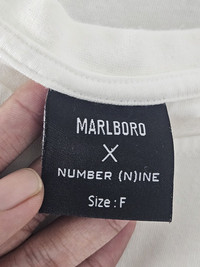 MARLBORO
X
NUMBER (N)INE
Size : F